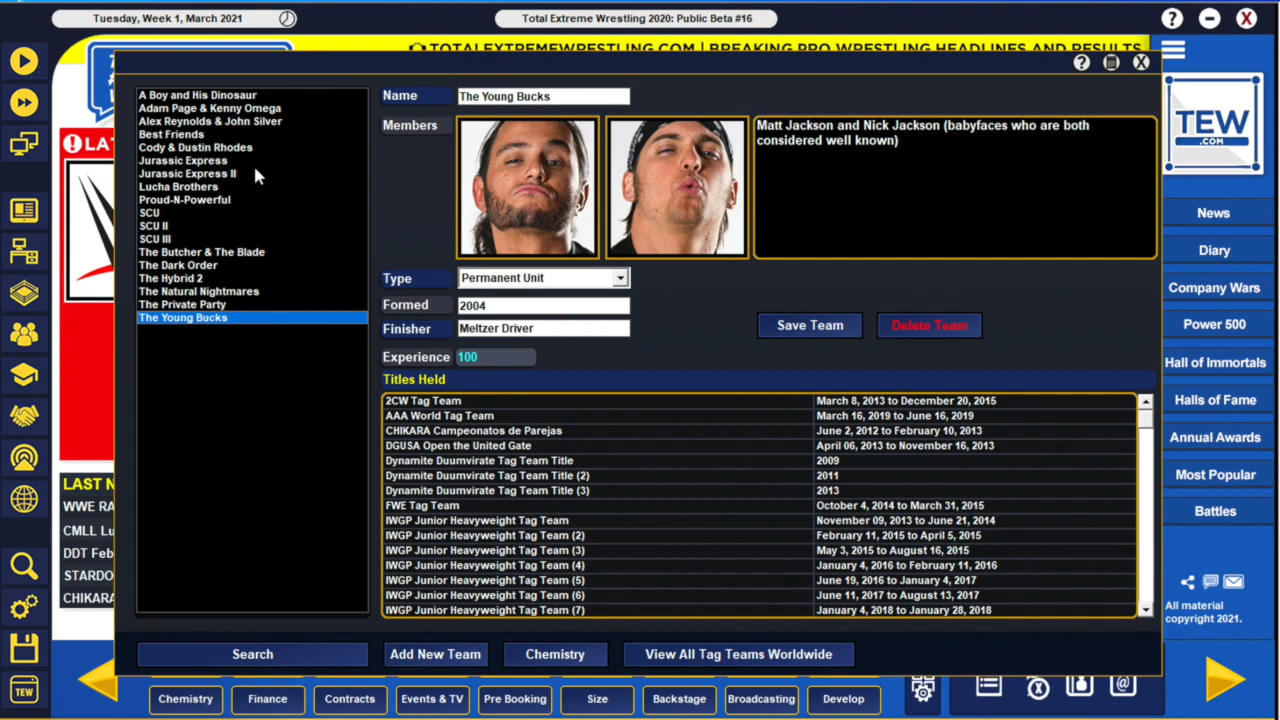 Tuesday, Week 1, March 2021
Total Extreme Wrestling 2020: Public Beta #16
?
X
TOTALEXTREMEWRESTLING.COM | BREAKING PRO WRESTLING HEADLINES AND RESULTS
?
X
A Boy and His Dinosaur
Adam Page & Kenny Omega
Alex Reynolds & John Silver
Best Friends
Cody & Dustin Rhodes
Jurassic Express
Jurassic Express II
Lucha Brothers
Proud-N-Powerful
SCU
SCU II
SCU III
The Butcher & The Blade
The Dark Order
The Hybrid 2
The Natural Nightmares
The Private Party
The Young Bucks
Name
The Young Bucks
Members
Matt Jackson and Nick Jackson (babyfaces who are both
considered well known)
Type
Permanent Unit
Formed
2004
Finisher
Meltzer Driver
Save Team
Delete Team
Experience
100
Titles Held
2CW Tag Team March 8, 2013 to December 20, 2015
AAA World Tag Team March 16, 2019 to June 16, 2019
CHIKARA Campeonatos de Parejas June 2, 2012 to February 10, 2013
DGUSA Open the United Gate April 06, 2013 to November 16, 2013
Dynamite Duumvirate Tag Team Title 2009
Dynamite Duumvirate Tag Team Title (2) 2011
Dynamite Duumvirate Tag Team Title (3) 2013
FWE Tag Team October 4, 2014 to March 31, 2015
IWGP Junior Heavyweight Tag Team November 09, 2013 to June 21, 2014
IWGP Junior Heavyweight Tag Team (2) February 11, 2015 to April 5, 2015
IWGP Junior Heavyweight Tag Team (3) May 3, 2015 to August 16, 2015
IWGP Junior Heavyweight Tag Team (4) January 4, 2016 to February 11, 2016
IWGP Junior Heavyweight Tag Team (5) June 19, 2016 to January 4, 2017
IWGP Junior Heavyweight Tag Team (6) June 11, 2017 to August 13, 2017
IWGP Junior Heavyweight Tag Team (7) January 4, 2018 to January 28, 2018
Search
Add New Team
Chemistry
View All Tag Teams Worldwide
LAT
LAST N
WWE RA
CMLL Lu
DDT Feb
STARDO
CHIKARA
TEW
Chemistry
Finance
Contracts
Events & TV
Pre Booking
Size
Backstage
Broadcasting
Develop
TEW
.COM
News
Diary
Company Wars
Power 500
Hall of Immortals
Halls of Fame
Annual Awards
Most Popular
Battles
All material
copyright 2021.